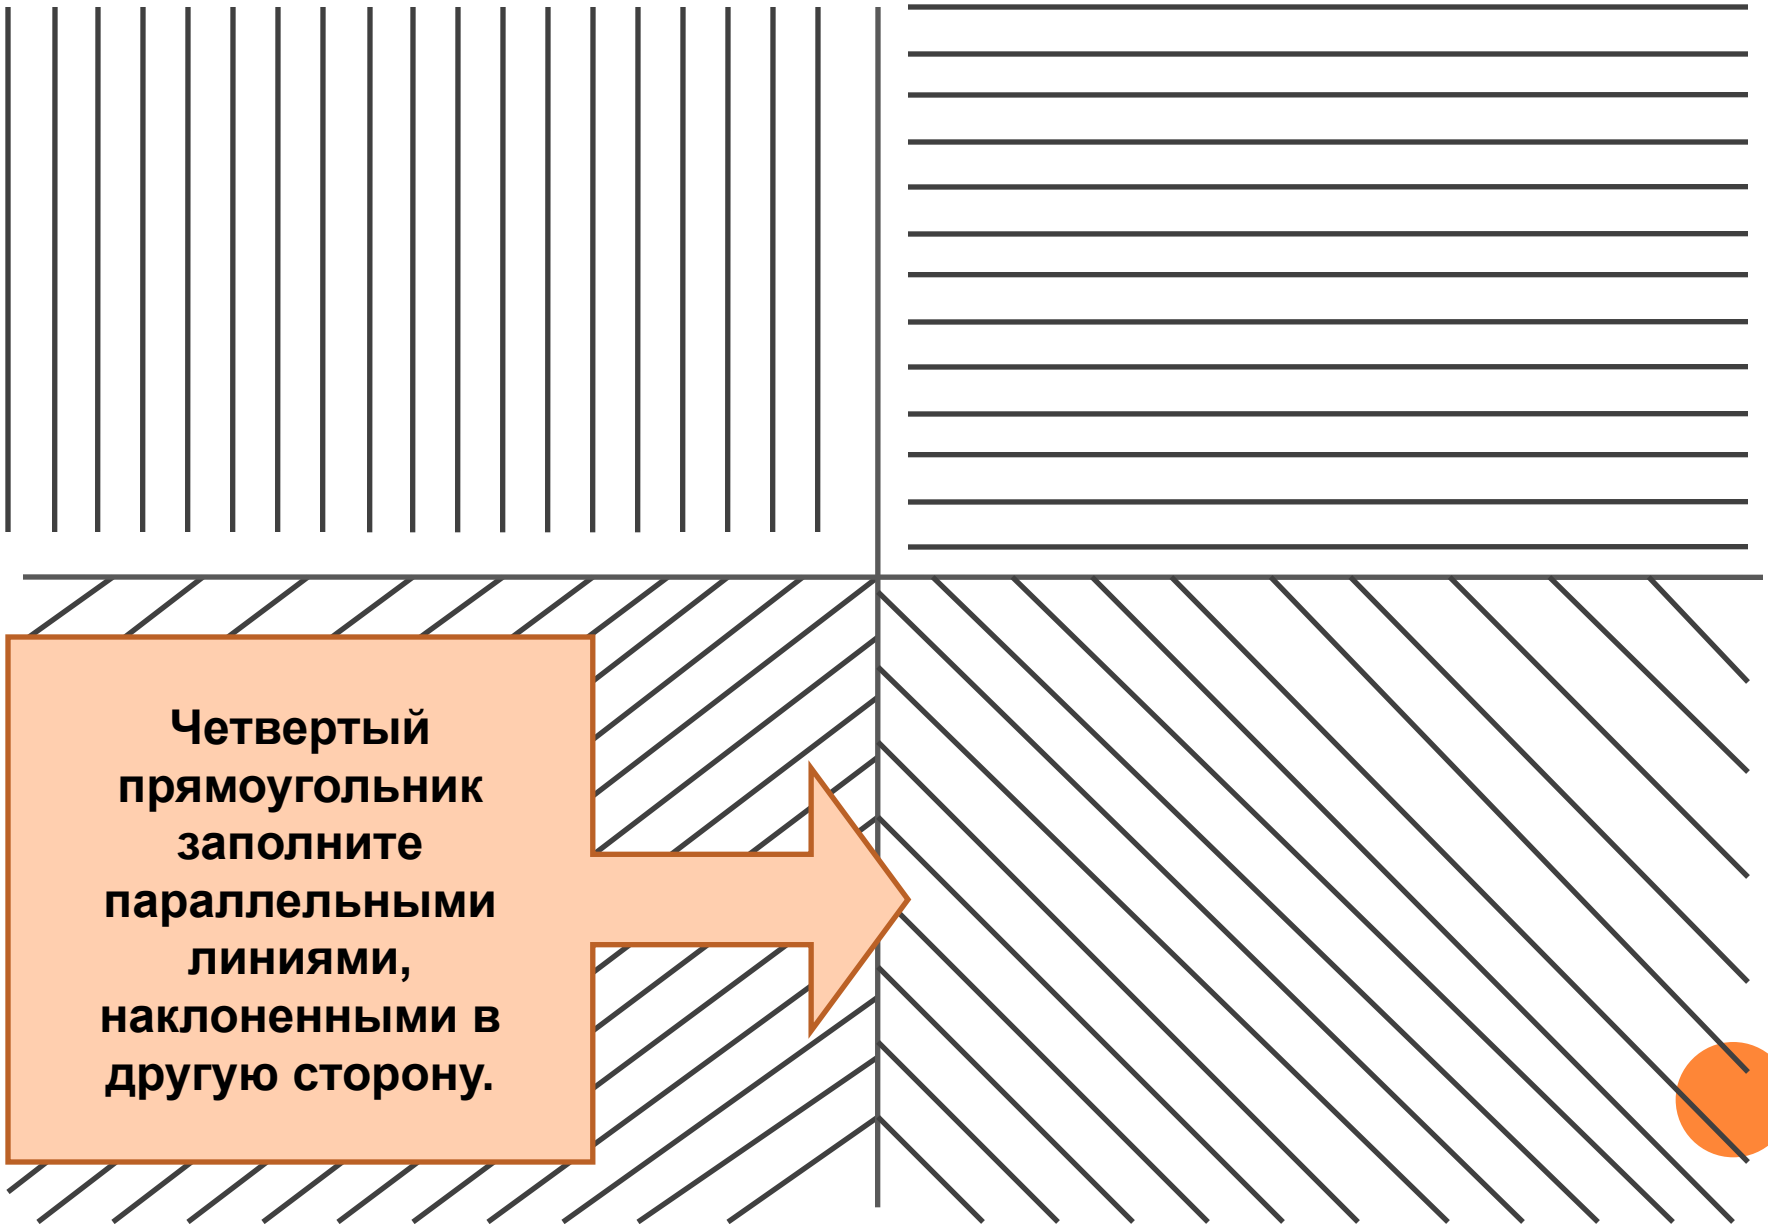 Четвертый
прямоугольник
заполните
параллельными
линиями,
наклоненными в
другую сторону.